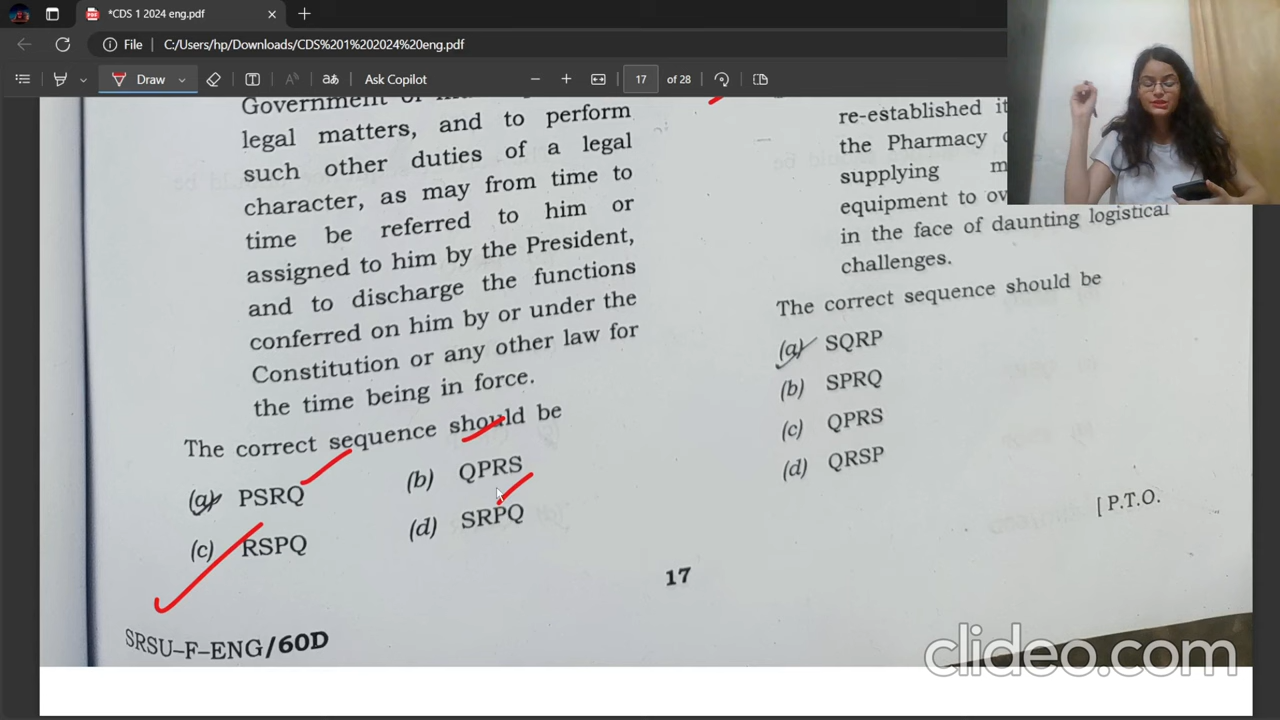 *CDS 1 2024 eng.pdf
File C:/Users/hp/Downloads/CDS%201%202024%20eng.pdf
Draw
aあ
Ask Copilot
17 of 28
Government
legal matters, and to perform
such other duties of a legal
character, as may from time to
time be referred to him or
assigned to him by the President,
and to discharge the functions
conferred on him by or under the
Constitution or any other law for
the time being in force.
The correct sequence should be
(a) PSRQ
(b) QPRS
(c) RSPQ
(d) SRPQ
SRSU–F–ENG/60D
re-established
the Pharmacy
supplying
equipment to
in the face of daunting logistical
challenges.
The correct sequence should be
(a) SQRP
(b) SPRQ
(c) QPRS
(d) QRSP
[ P.T.O.
17
clideo.com